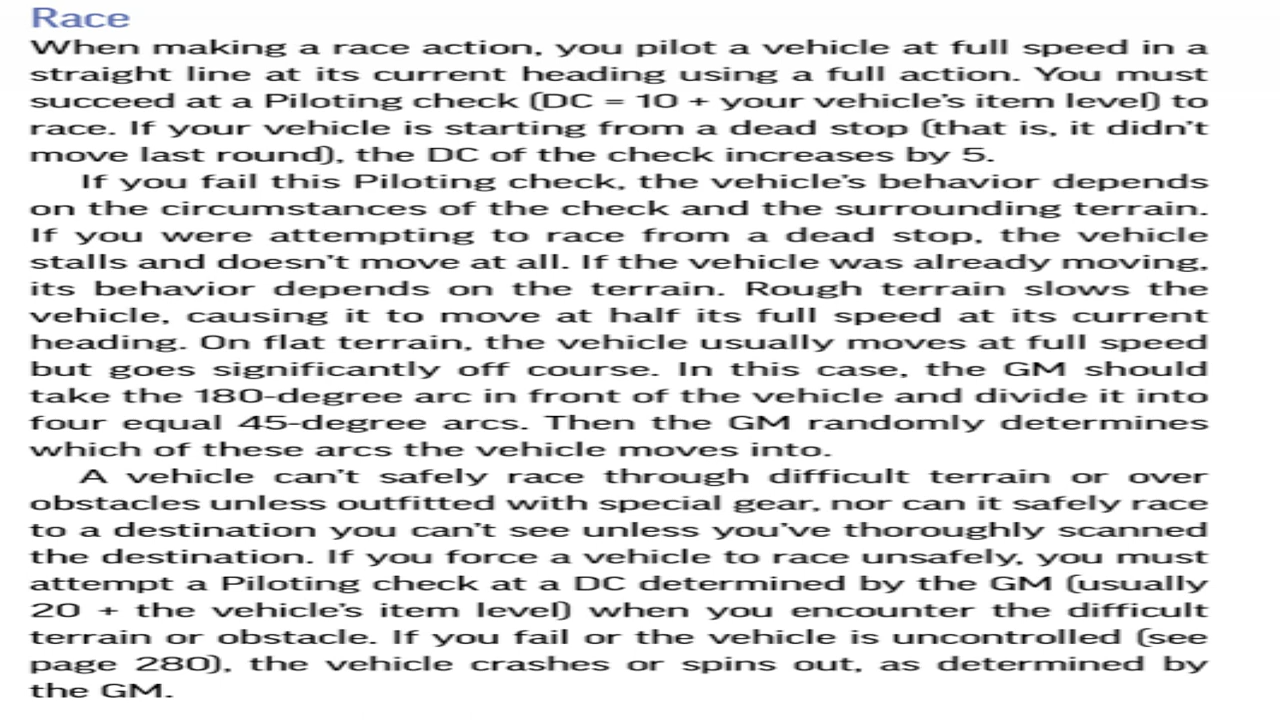 Race
When making a race action, you pilot a vehicle at full speed in a
straight line at its current heading using a full action. You must
succeed at a Piloting check (DC = 10 + your vehicle's item level) to
race. If your vehicle is starting from a dead stop (that is, it didn't
move last round), the DC of the check increases by 5.
If you fail this Piloting check, the vehicle's behavior depends
on the circumstances of the check and the surrounding terrain.
If you were attempting to race from a dead stop, the vehicle
stalls and doesn't move at all. If the vehicle was already moving,
its behavior depends on the terrain. Rough terrain slows the
vehicle, causing it to move at half its full speed at its current
heading. On flat terrain, the vehicle usually moves at full speed
but goes significantly off course. In this case, the GM should
take the 180-degree arc in front of the vehicle and divide it into
four equal 45-degree arcs. Then the GM randomly determines
which of these arcs the vehicle moves into.
A vehicle can't safely race through difficult terrain or over
obstacles unless outfitted with special gear, nor can it safely race
to a destination you can't see unless you've thoroughly scanned
the destination. If you force a vehicle to race unsafely, you must
attempt a Piloting check at a DC determined by the GM (usually
20 + the vehicle's item level) when you encounter the difficult
terrain or obstacle. If you fail or the vehicle is uncontrolled (see
page 280), the vehicle crashes or spins out, as determined by
the GM.